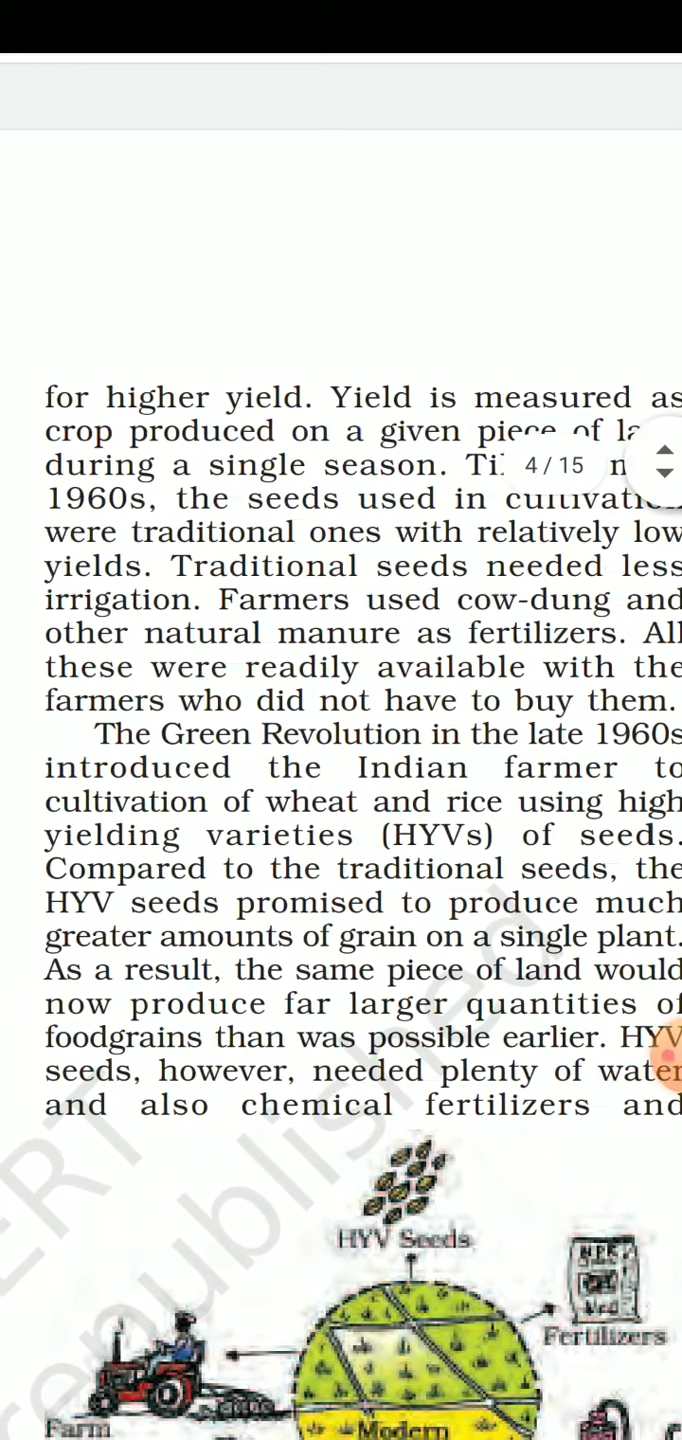 for higher yield. Yield is measured as
crop produced on a given piece of
during a single season.
4 / 15
1960s, the seeds used in cultivation
were traditional ones with relatively low
yields. Traditional seeds needed less
irrigation. Farmers used cow-dung and
other natural manure as fertilizers. All
these were readily available with the
farmers who did not have to buy them.
The Green Revolution in the late 1960s
introduced the Indian farmer to
cultivation of wheat and rice using high
yielding varieties (HYVs) of seeds.
Compared to the traditional seeds, the
HYV seeds promised to produce much
greater amounts of grain on a single plant.
As a result, the same piece of land would
now produce far larger quantities of
foodgrains than was possible earlier. HYV
seeds, however, needed plenty of water
and also chemical fertilizers and
HYV Seeds
Fertilizers
Farm
Modern